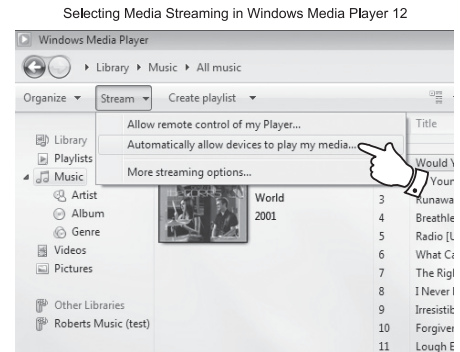 Selecting Media Streaming in Windows Media Player 12
Windows Media Player
Library Music All music
Organize Stream Create playlist
Allow remote control of my Player...
Automatically allow devices to play my media...
More streaming options...
Title
Library
Playlists
Music
Artist
Album
Genre
Videos
Pictures
Other Libraries
Roberts Music (test)
World
2001
Would Y
Youn
3 Runawa
4 Breathle
5 Radio [U
6 What Ca
7 The Rig
8 I Never
9 Irresistib
10 Forgiver
11 Lough E